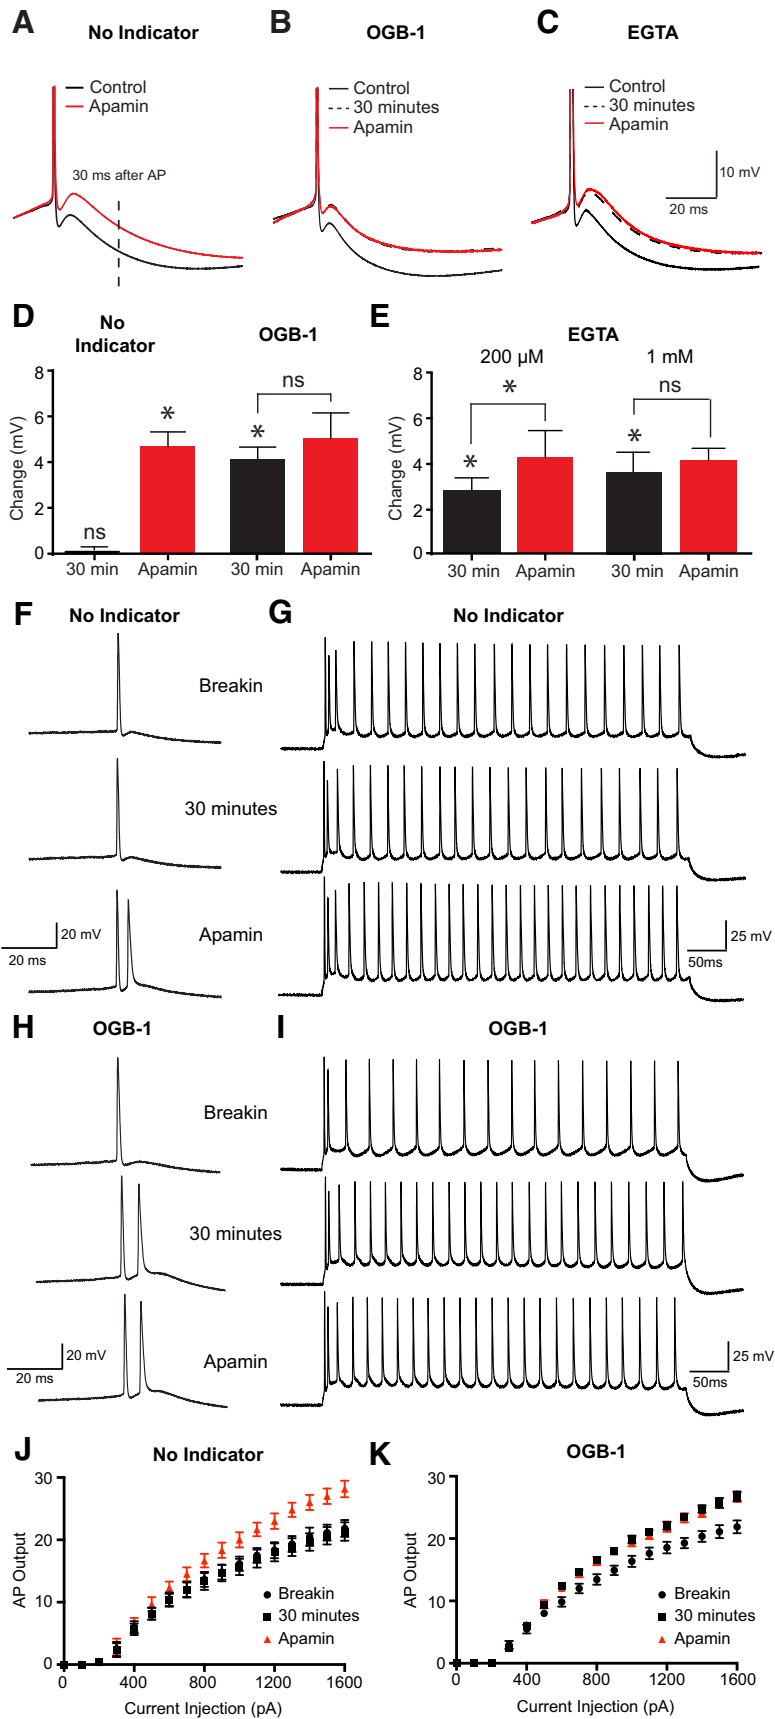 A
No Indicator
Control
Apamin
30 ms after AP
B
OGB-1
Control
30 minutes
Apamin
C
EGTA
Control
30 minutes
Apamin
10 mV
20 ms
D
No
Indicator
OGB-1
Change (mV)
8
6
4
2
0
ns
*
*
ns
30 min
Apamin
30 min
Apamin
E
EGTA
200 µM
1 mM
Change (mV)
8
6
4
2
0
*
*
*
ns
30 min
Apamin
30 min
Apamin
F
No Indicator
G
No Indicator
Breakin
30 minutes
Apamin
20 mV
20 ms
25 mV
50ms
H
OGB-1
I
OGB-1
Breakin
30 minutes
Apamin
20 mV
20 ms
25 mV
50ms
J
No Indicator
AP Output
30
20
10
0
Breakin
30 minutes
Apamin
0
400
800
1200
1600
Current Injection (pA)
K
OGB-1
AP Output
30
20
10
0
Breakin
30 minutes
Apamin
0
400
800
1200
1600
Current Injection (pA)